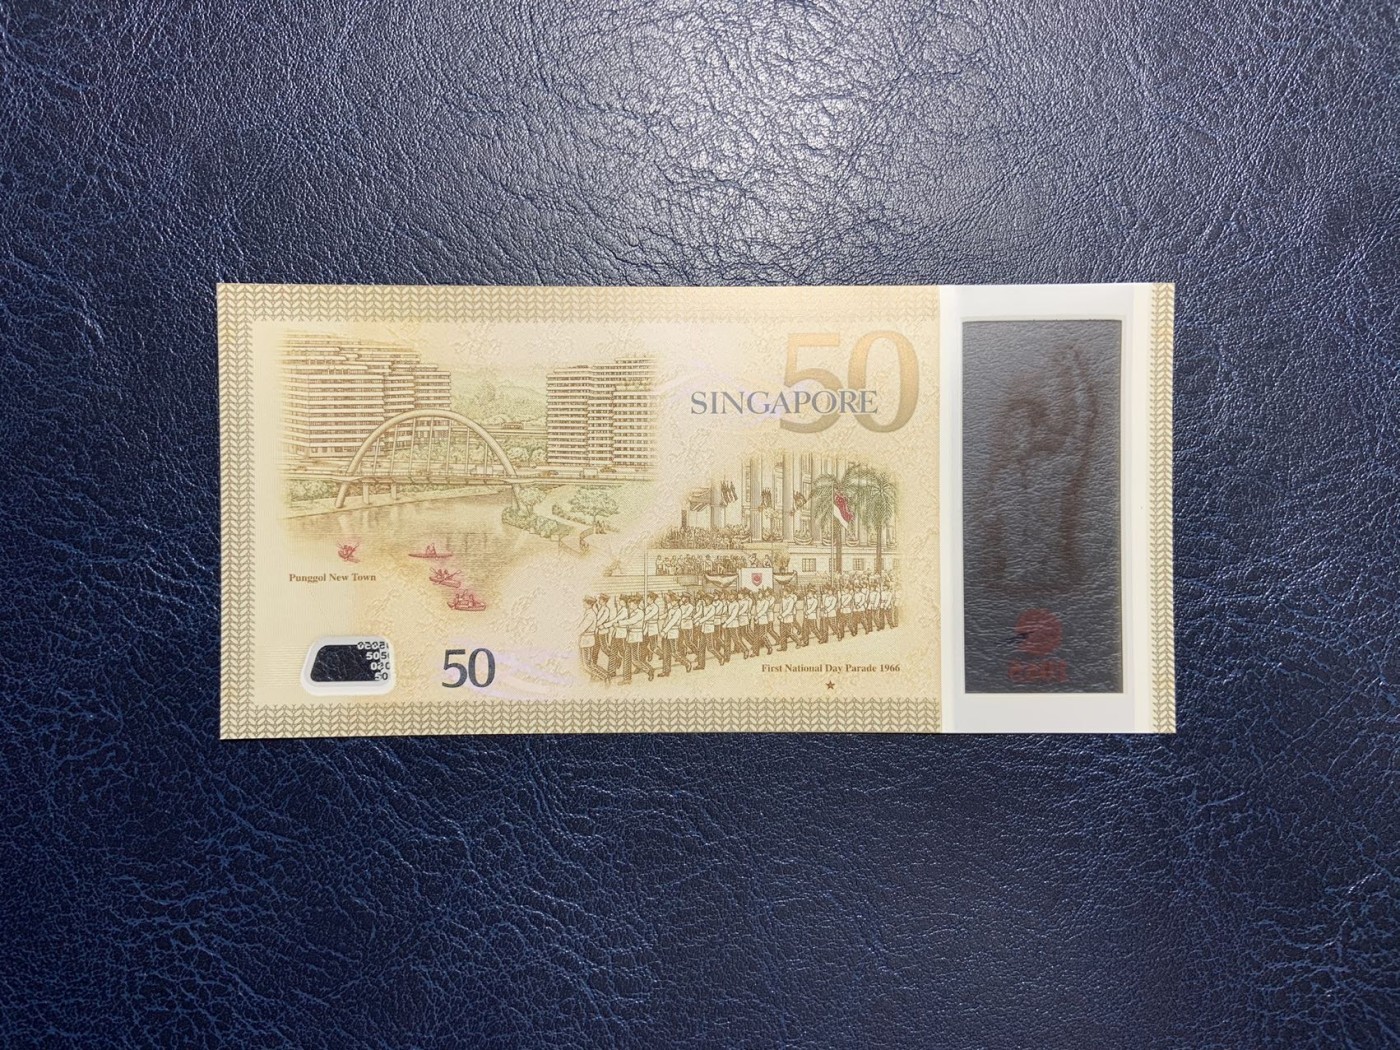 50
SINGAPORE
Punggol New Town
50
First National Day Parade 1966